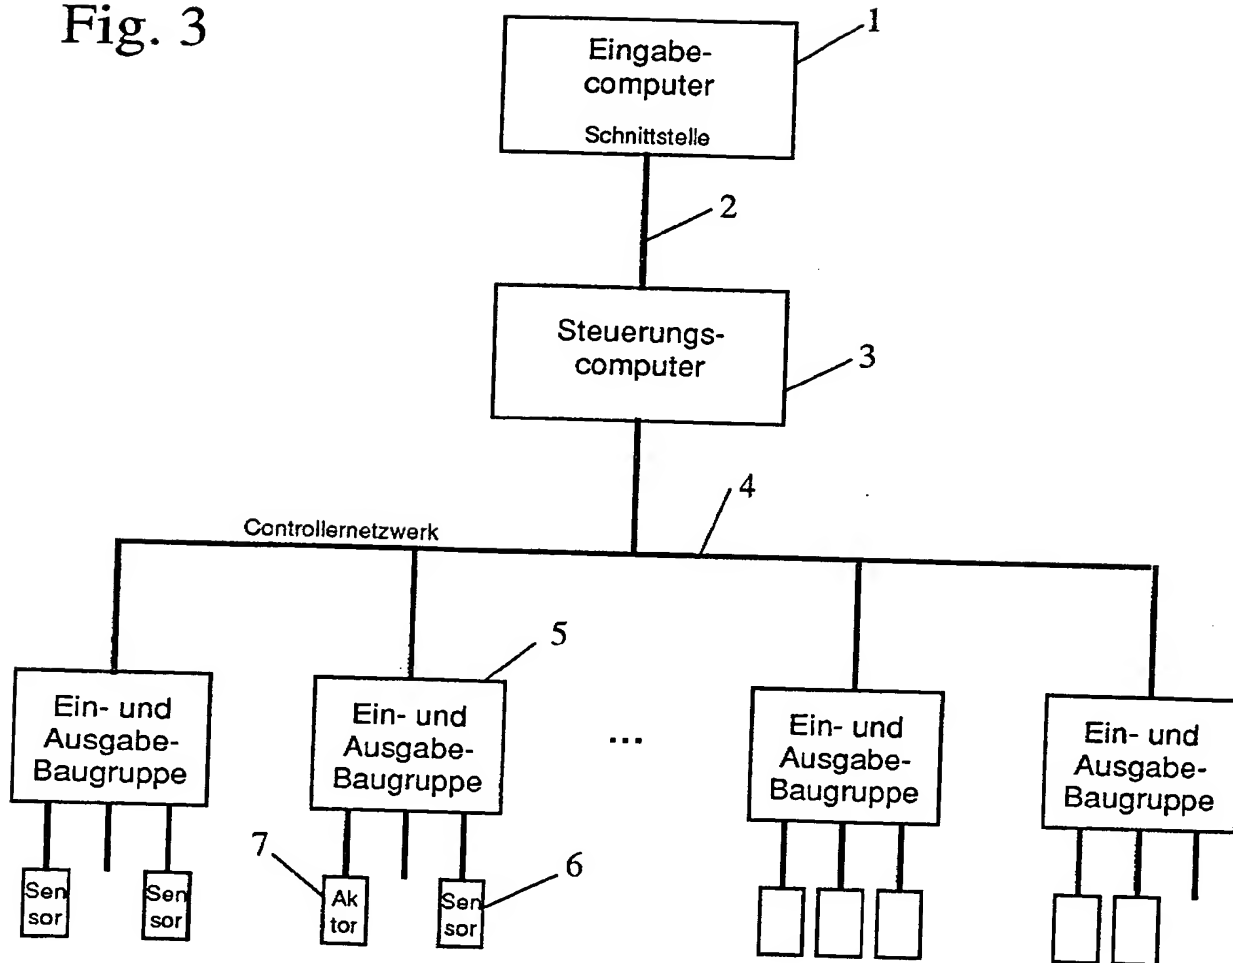 Fig. 3
1
Eingabe-
computer
Schnittstelle
2
Steuerungs-
computer
3
4
Controllernetzwerk
5
Ein- und
Ausgabe-
Baugruppe
Ein- und
Ausgabe-
Baugruppe
...
Ein- und
Ausgabe-
Baugruppe
Ein- und
Ausgabe-
Baugruppe
7
6
Sen
sor
Sen
sor
Ak
tor
Sen
sor